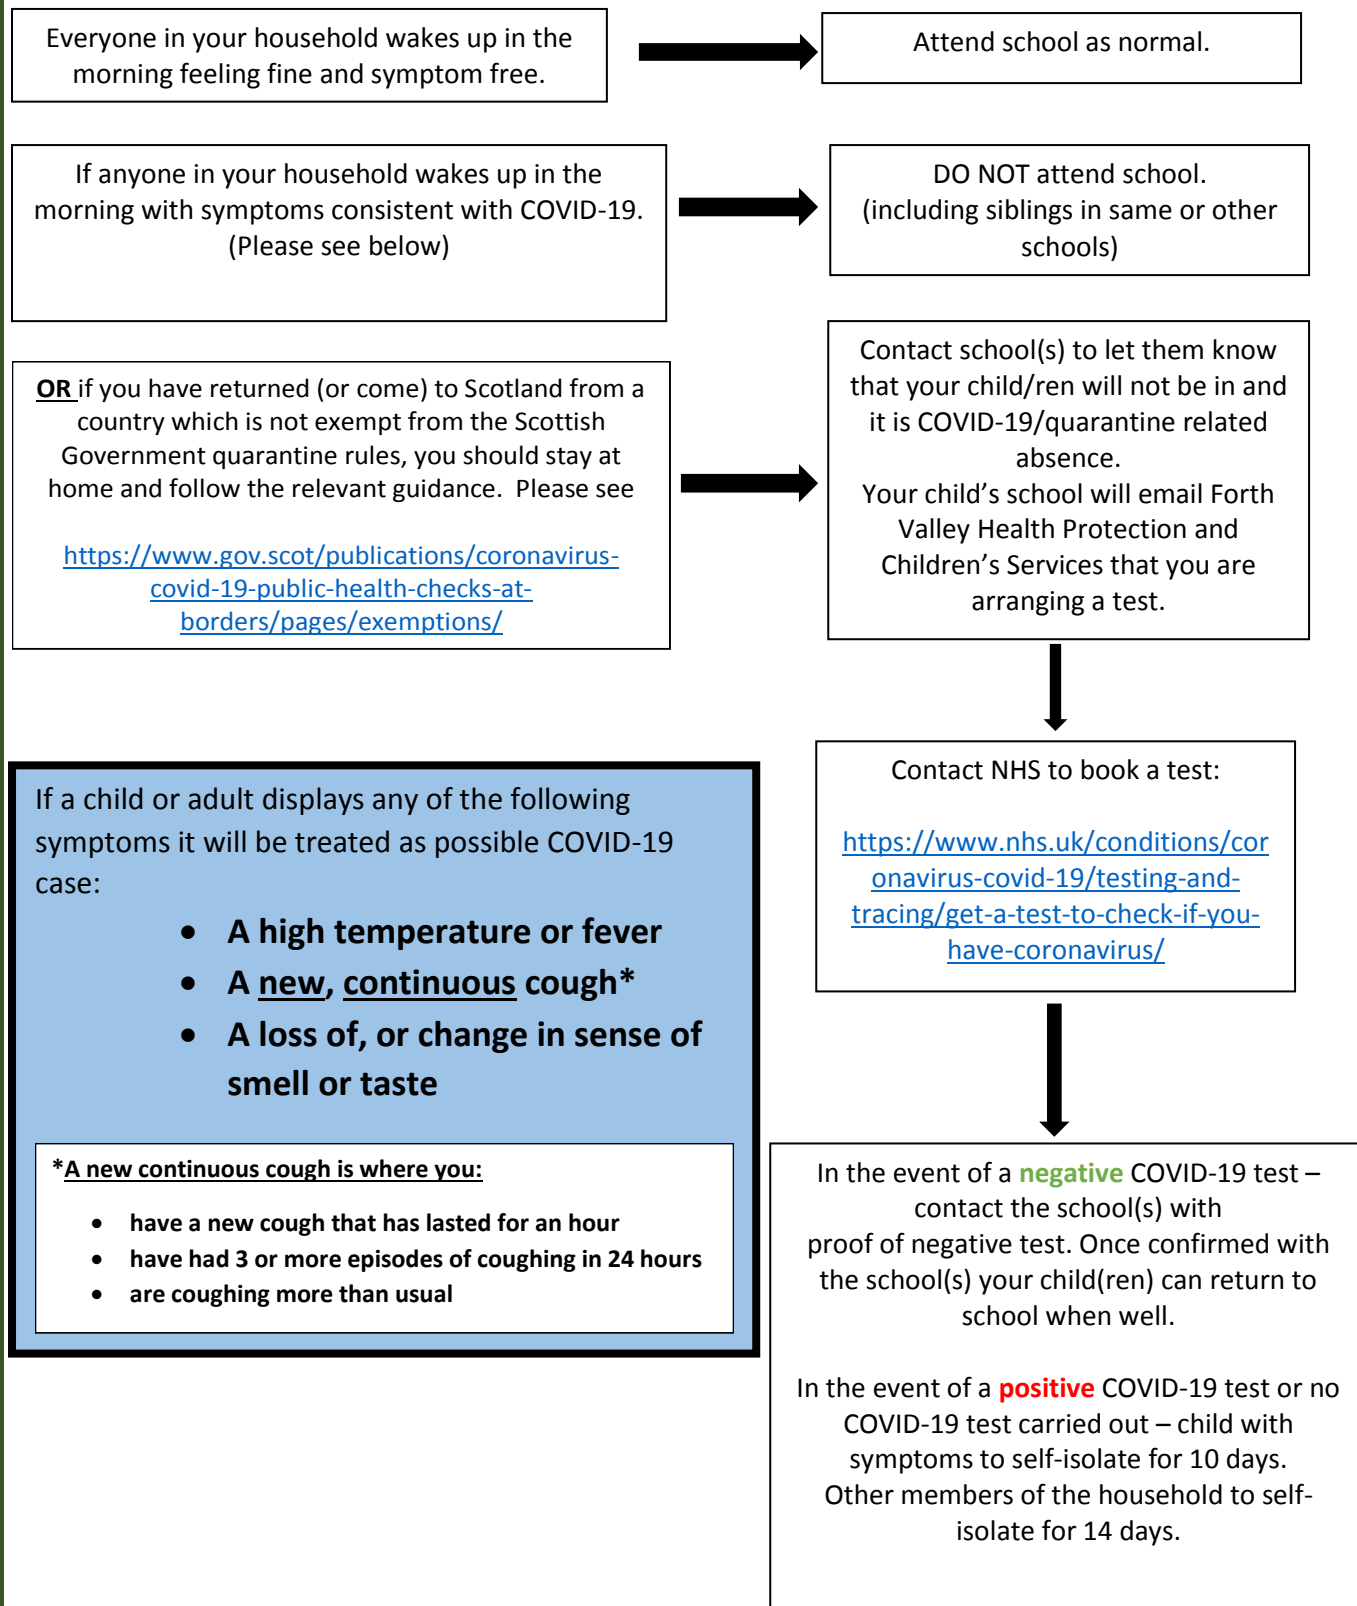 Everyone in your household wakes up in the
morning feeling fine and symptom free.
Attend school as normal.
If anyone in your household wakes up in the
morning with symptoms consistent with COVID-19.
(Please see below)
DO NOT attend school.
(including siblings in same or other
schools)
OR if you have returned (or come) to Scotland from a
country which is not exempt from the Scottish
Government quarantine rules, you should stay at
home and follow the relevant guidance.  Please see
https://www.gov.scot/publications/coronavirus-
covid-19-public-health-checks-at-
borders/pages/exemptions/
Contact school(s) to let them know
that your child/ren will not be in and
it is COVID-19/quarantine related
absence.
Your child’s school will email Forth
Valley Health Protection and
Children’s Services that you are
arranging a test.
Contact NHS to book a test:
https://www.nhs.uk/conditions/cor
onavirus-covid-19/testing-and-
tracing/get-a-test-to-check-if-you-
have-coronavirus/
If a child or adult displays any of the following
symptoms it will be treated as possible COVID-19
case:
• A high temperature or fever
• A new, continuous cough*
• A loss of, or change in sense of
smell or taste
*A new continuous cough is where you:
• have a new cough that has lasted for an hour
• have had 3 or more episodes of coughing in 24 hours
• are coughing more than usual
In the event of a negative COVID-19 test –
contact the school(s) with
proof of negative test. Once confirmed with
the school(s) your child(ren) can return to
school when well.
In the event of a positive COVID-19 test or no
COVID-19 test carried out – child with
symptoms to self-isolate for 10 days.
Other members of the household to self-
isolate for 14 days.